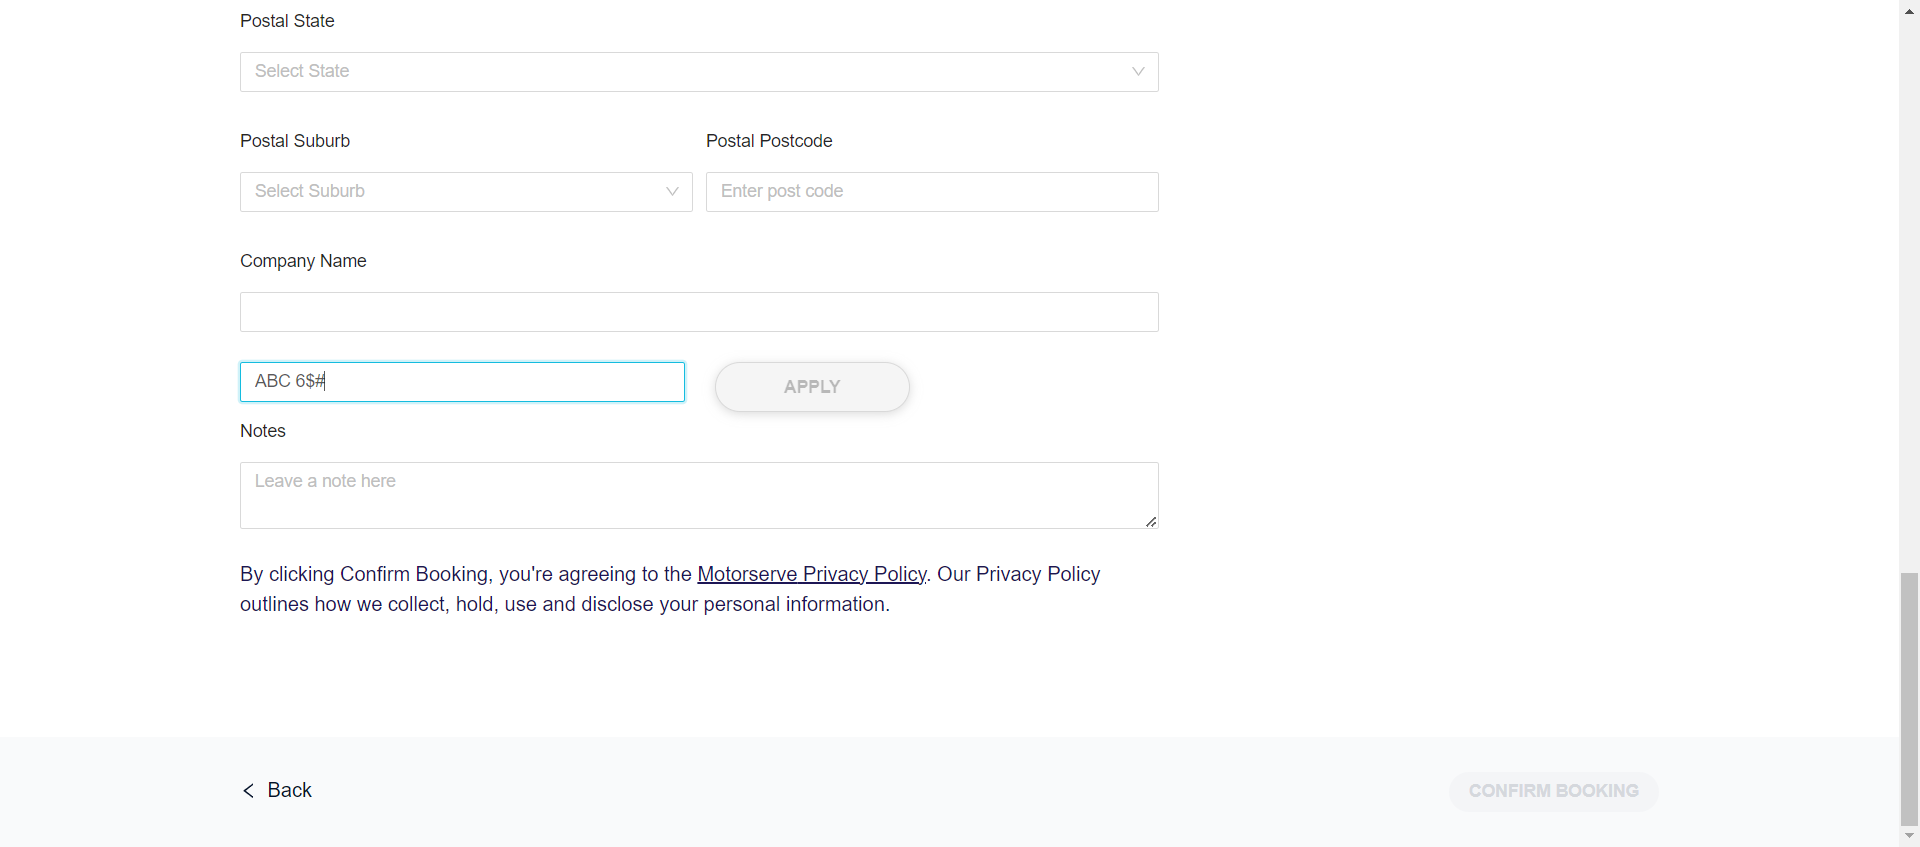 Postal State
Select State
Postal Suburb
Postal Postcode
Select Suburb
Enter post code
Company Name
ABC 6$#
APPLY
Notes
Leave a note here
By clicking Confirm Booking, you're agreeing to the Motorserve Privacy Policy. Our Privacy Policy
outlines how we collect, hold, use and disclose your personal information.
Back
CONFIRM BOOKING